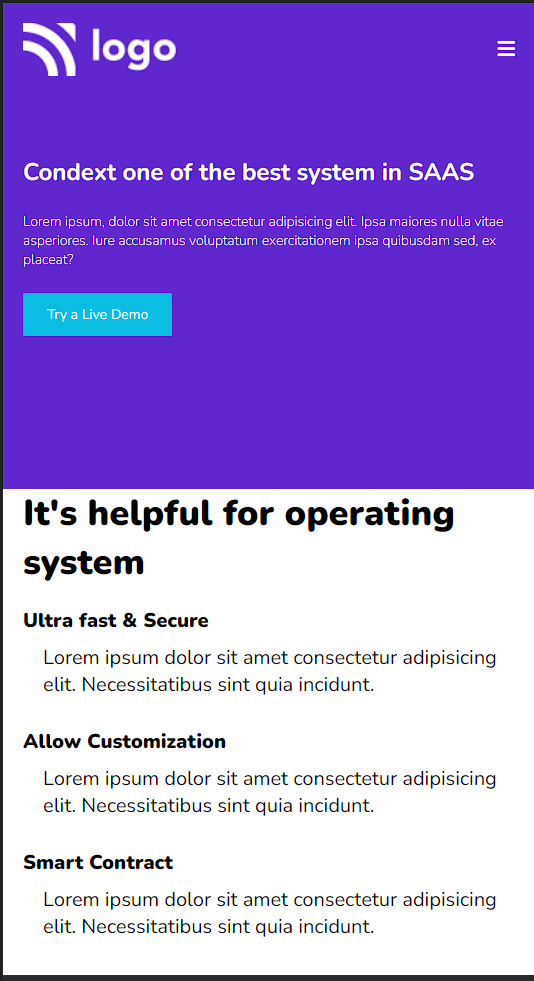 logo
Condext one of the best system in SAAS
Lorem ipsum, dolor sit amet consectetur adipisicing elit. Ipsa maiores nulla vitae
asperiores. Iure accusamus voluptatum exercitationem ipsa quibusdam sed, ex
placeat?
Try a Live Demo
It's helpful for operating
system
Ultra fast & Secure
Lorem ipsum dolor sit amet consectetur adipisicing
elit. Necessitatibus sint quia incidunt.
Allow Customization
Lorem ipsum dolor sit amet consectetur adipisicing
elit. Necessitatibus sint quia incidunt.
Smart Contract
Lorem ipsum dolor sit amet consectetur adipisicing
elit. Necessitatibus sint quia incidunt.